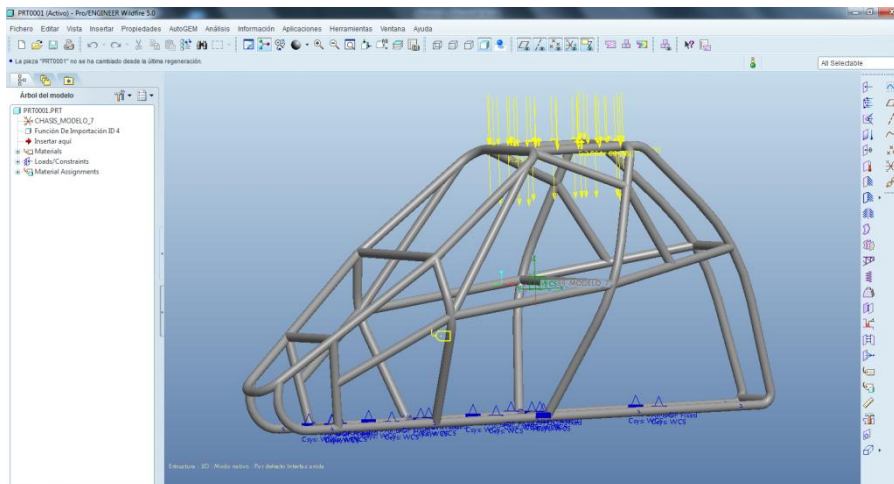 PRT0001 (Activo) - Pro/ENGINEER Wildfire 5.0
Fichero Editar Vista Insertar Propiedades AutoGEM Análisis Información Aplicaciones Herramientas Ventana Ayuda
La pieza "PRT0001" no se ha cambiado desde la última regeneración.
All Selectable
Árbol del modelo
PRT0001.PRT
CHASIS_MODELO_7
Función De Importación ID 4
Insertar aquí
Materials
Loads/Constraints
Material Assignments
MODELO_7
Estructura - 3D - Modo nativo - Por defecto Interfaz unida